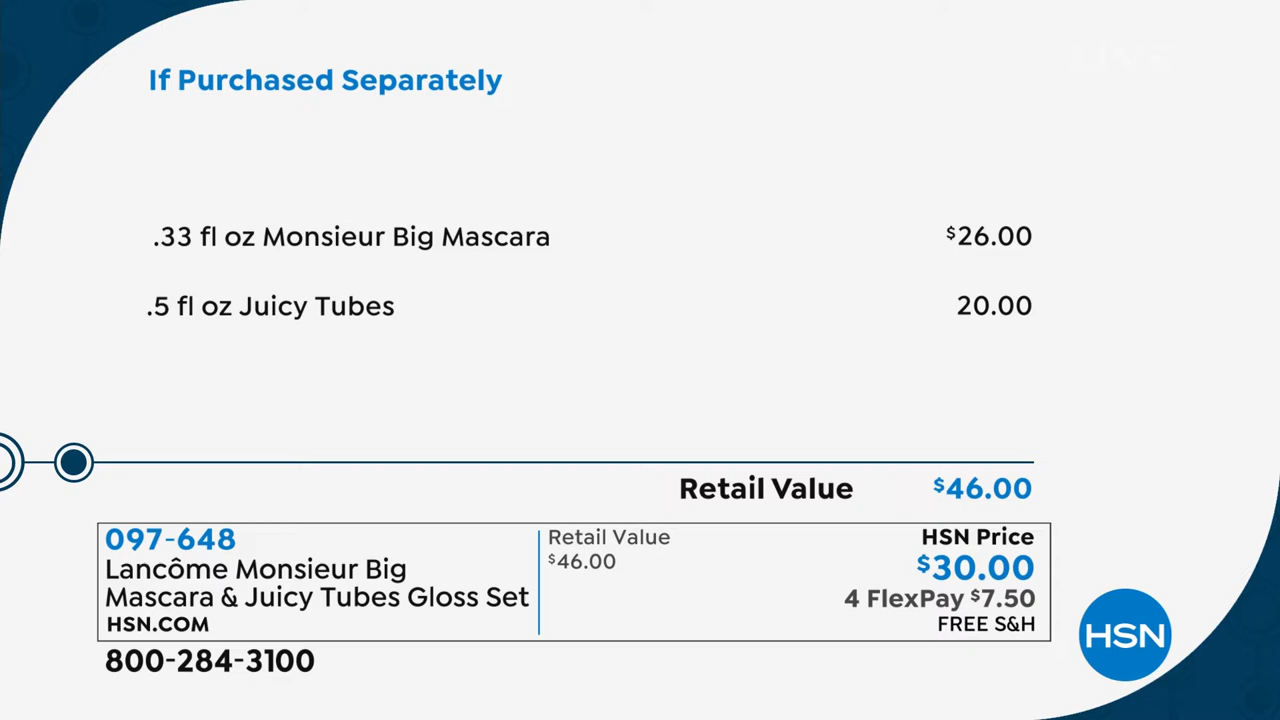 If Purchased Separately
.33 fl oz Monsieur Big Mascara $26.00
.5 fl oz Juicy Tubes 20.00
Retail Value $46.00
097-648
Lancôme Monsieur Big
Mascara & Juicy Tubes Gloss Set
HSN.COM
Retail Value
$46.00
HSN Price
$30.00
4 FlexPay $7.50
FREE S&H
800-284-3100
HSN